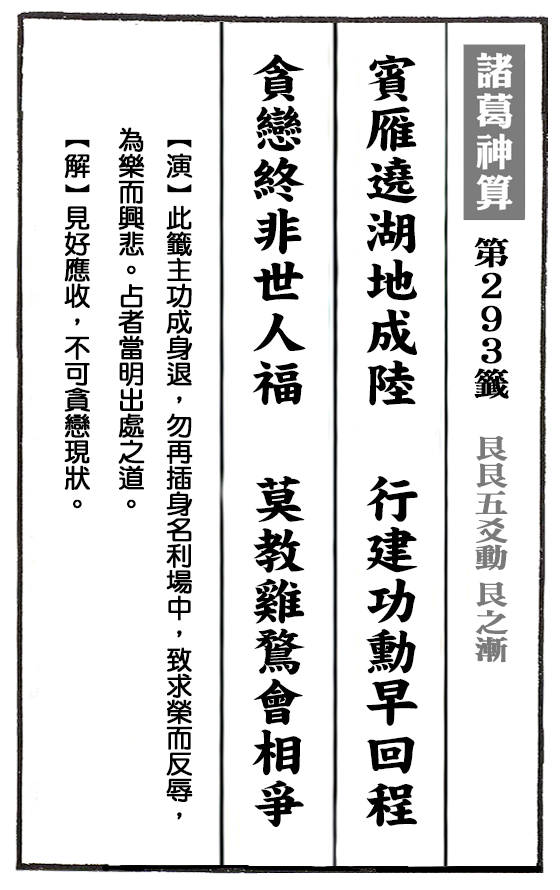 諸葛神算 第293籤 艮艮五爻動 艮之漸
賓雁遶湖地成陸 行建功勳早回程
貪戀終非世人福 莫教雞鶩會相爭
【演】此籤主功成身退，勿再插身名利場中，致求榮而反辱，
為樂而興悲。占者當明出處之道。
【解】見好應收，不可貪戀現狀。